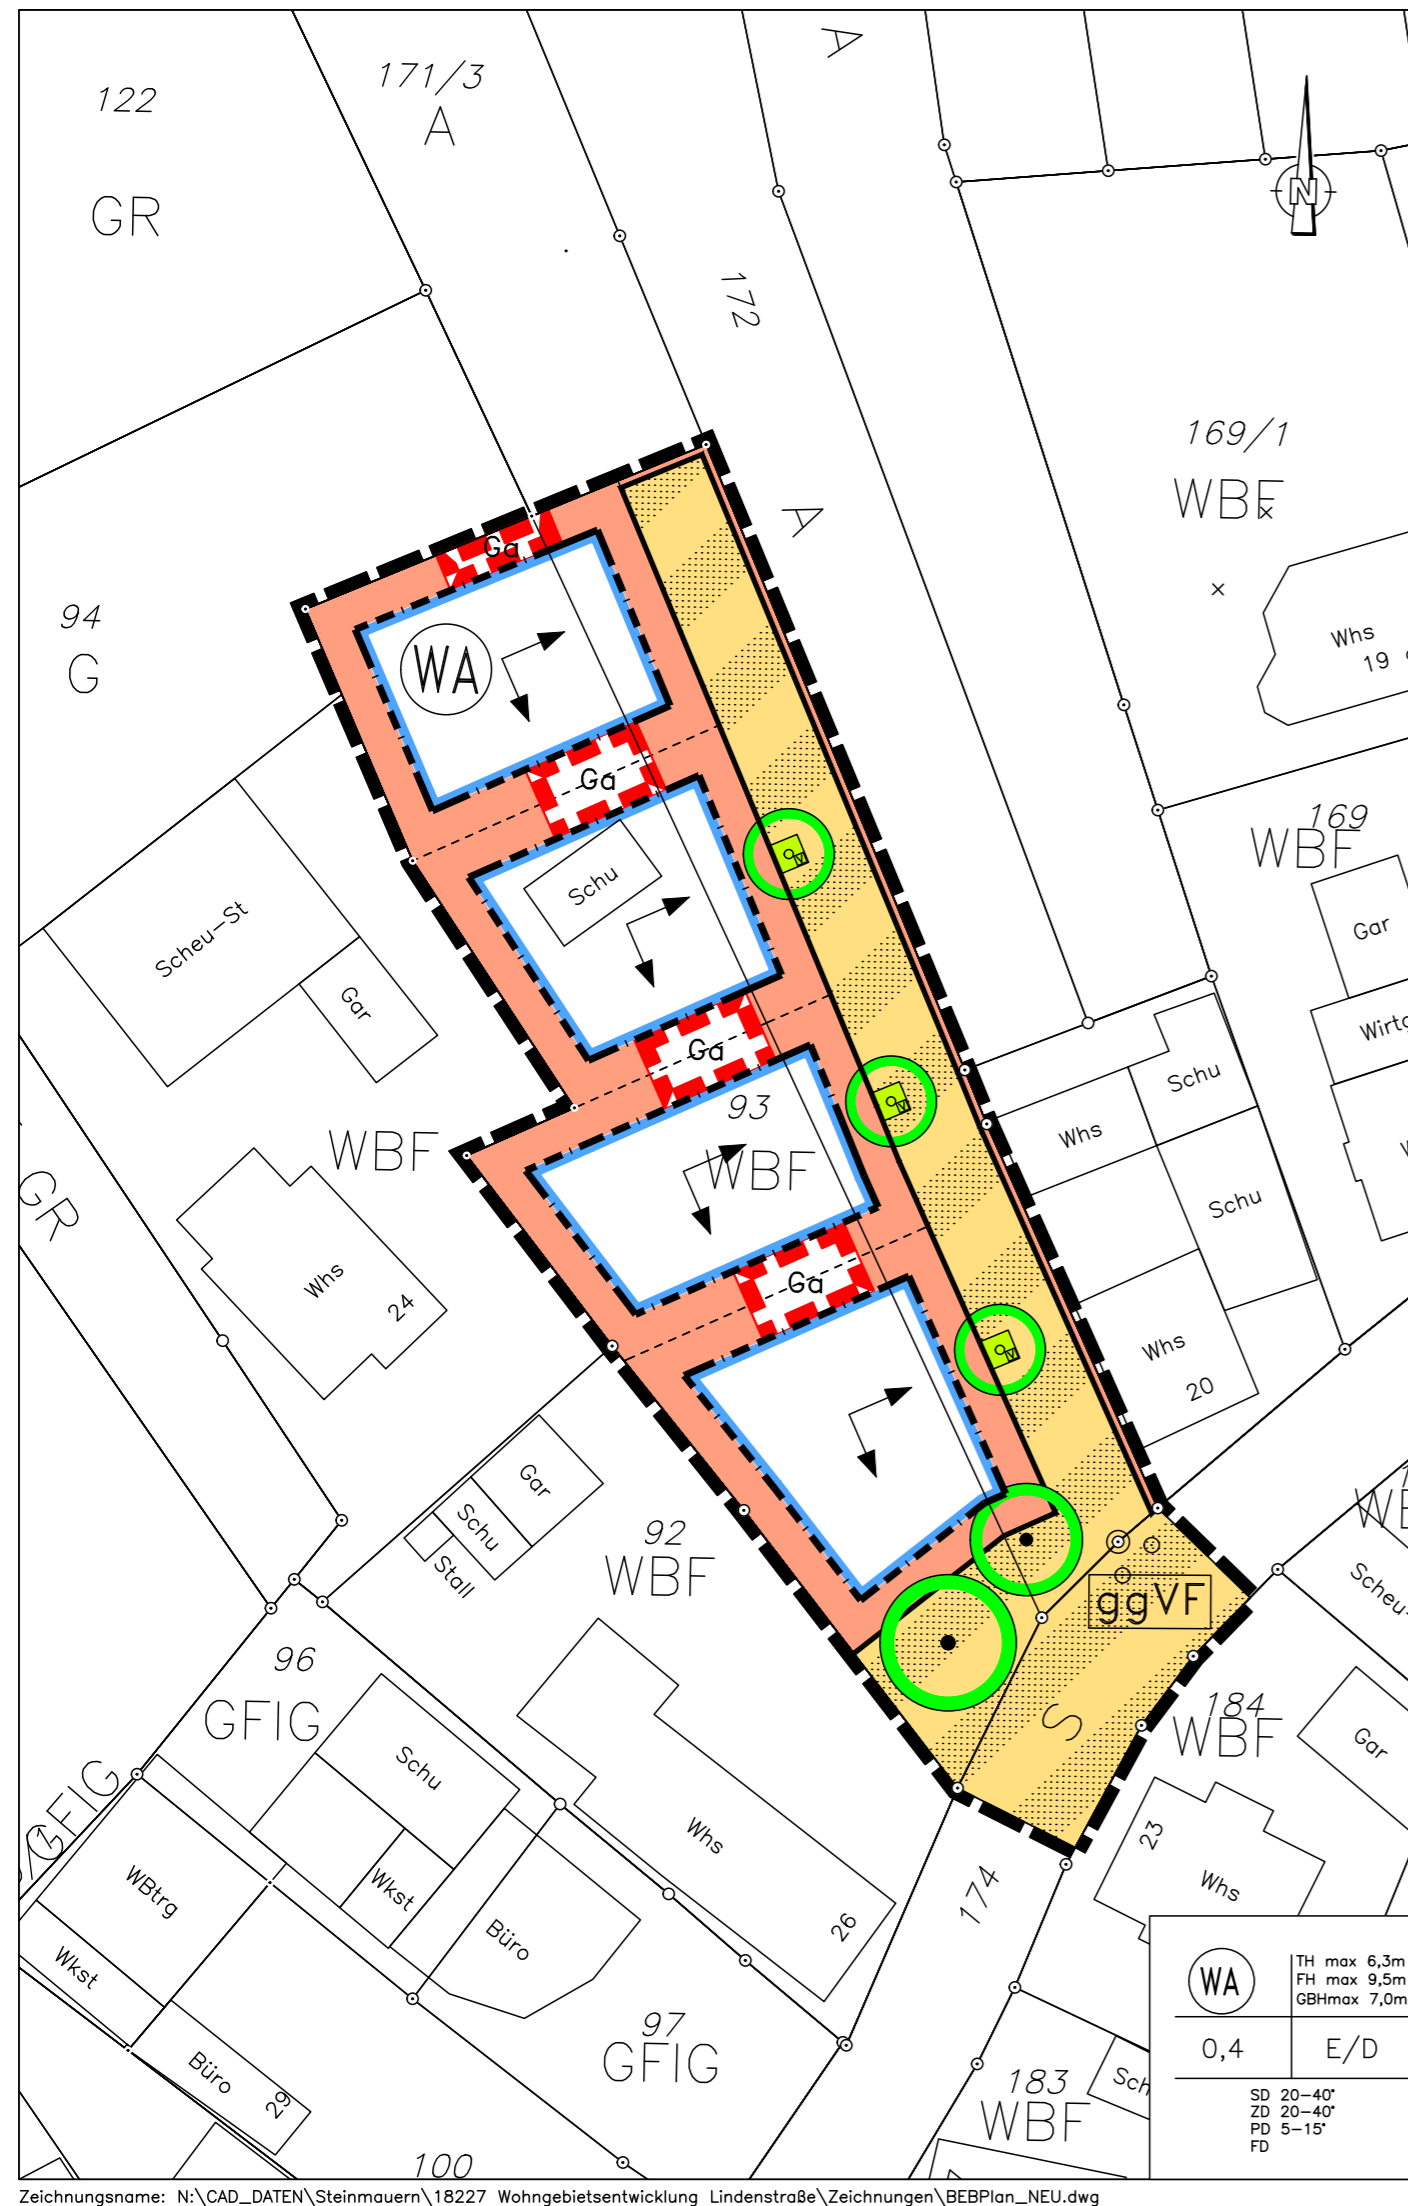 122
GR
171/3
A
A
N
172
169/1
WBF
A
94
G
Whs
19
Ga
WA
Ga
Schu
169
WBF
Gar
Scheu-St
Gar
Wirtg
Ga
Schu
Whs
93
WBF
WBF
GR
Schu
Whs
24
Ga
Whs
20
Gar
Schu
Stall
92
WBF
Scheu-
ggVF
96
GFIG
S
184
WBF
Gar
Schu
GFIG
Whs
23
Whs
WBtrg
Wkst
Büro
26
174
Wkst
WA
TH max 6,3m
FH max 9,5m
GBHmax 7,0m
0,4
E/D
97
GFIG
Büro
29
183
WBF
Sch
SD 20-40°
ZD 20-40°
PD 5-15°
FD
100
Zeichnungsname: N:\CAD_DATEN\Steinmauern\18227 Wohngebietsentwicklung Lindenstraße\Zeichnungen\BEBPlan_NEU.dwg